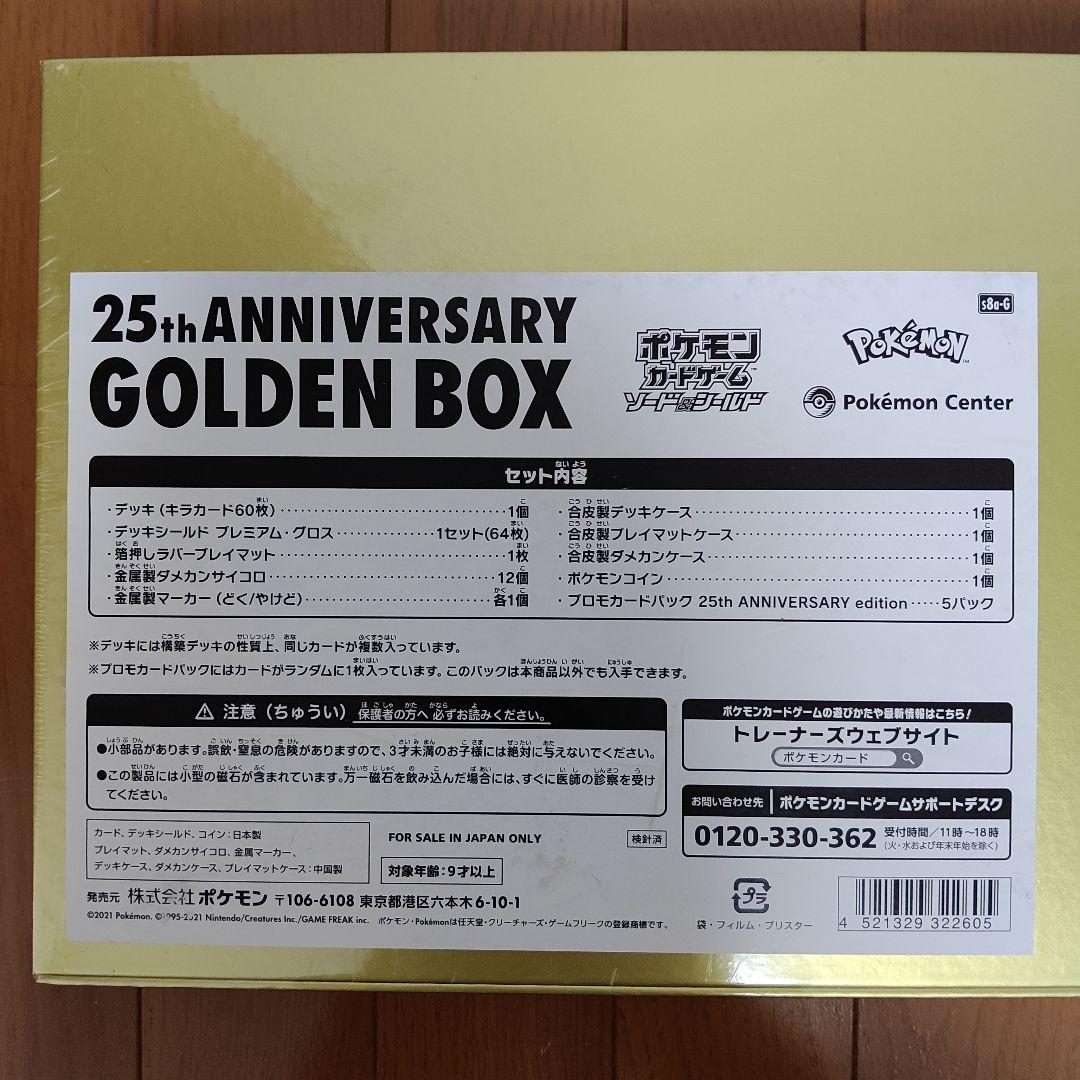 25th ANNIVERSARY
GOLDEN BOX
ポケモン
カードゲーム™
ソード&シールド
s8a-G
Pokémon™
Pokémon Center
セット内容
ないよう
・デッキ（キラカード60枚）……1個
・デッキシールド プレミアム・グロス……1セット(64枚)
・箔押しラバープレイマット……1枚
・金属製ダメカンサイコロ……12個
・金属製マーカー（どく/やけど）……各1個
・合皮製デッキケース……1個
・合皮製プレイマットケース……1個
・合皮製ダメカンケース……1個
・ポケモンコイン……1個
・プロモカードパック 25th ANNIVERSARY edition……5パック
※デッキには構築デッキの性質上、同じカードが複数入っています。
※プロモカードパックにはカードがランダムに1枚入っています。このパックは本商品以外でも入手できます。
⚠ 注意（ちゅうい）保護者の方へ 必ずお読みください。
●小部品があります。誤飲・窒息の危険がありますので、3才未満のお子様には絶対に与えないでください。
●この製品には小型の磁石が含まれています。万一磁石を飲み込んだ場合には、すぐに医師の診察を受け
てください。
ポケモンカードゲームの遊びかたや最新情報はこちら！
トレーナーズウェブサイト
ポケモンカード
お問い合わせ先 ポケモンカードゲームサポートデスク
0120-330-362 受付時間／11時〜18時
(火・水および年末年始を除く)
カード、デッキシールド、コイン：日本製
プレイマット、ダメカンサイコロ、金属マーカー、
デッキケース、ダメカンケース、プレイマットケース：中国製
FOR SALE IN JAPAN ONLY
検針済
対象年齢：9才以上
発売元 株式会社ポケモン 〒106-6108 東京都港区六本木6-10-1
©2021 Pokémon. ©1995-2021 Nintendo/Creatures Inc./GAME FREAK inc. ポケモン・Pokémonは任天堂・クリーチャーズ・ゲームフリークの登録商標です。
プラ
袋・フィルム・ブリスター
4 521329 322605